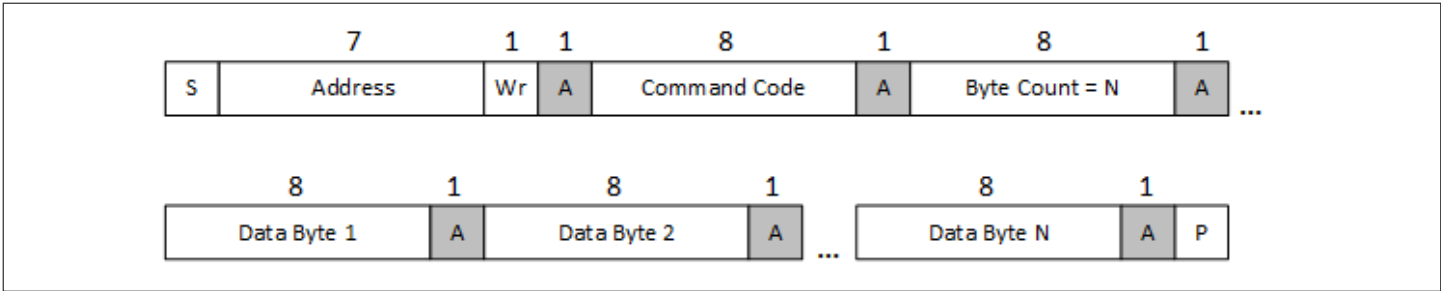 7 1 1 8 1 8 1
S Address Wr A Command Code A Byte Count = N A ...
8 1 8 1 8 1
Data Byte 1 A Data Byte 2 A ... Data Byte N A P